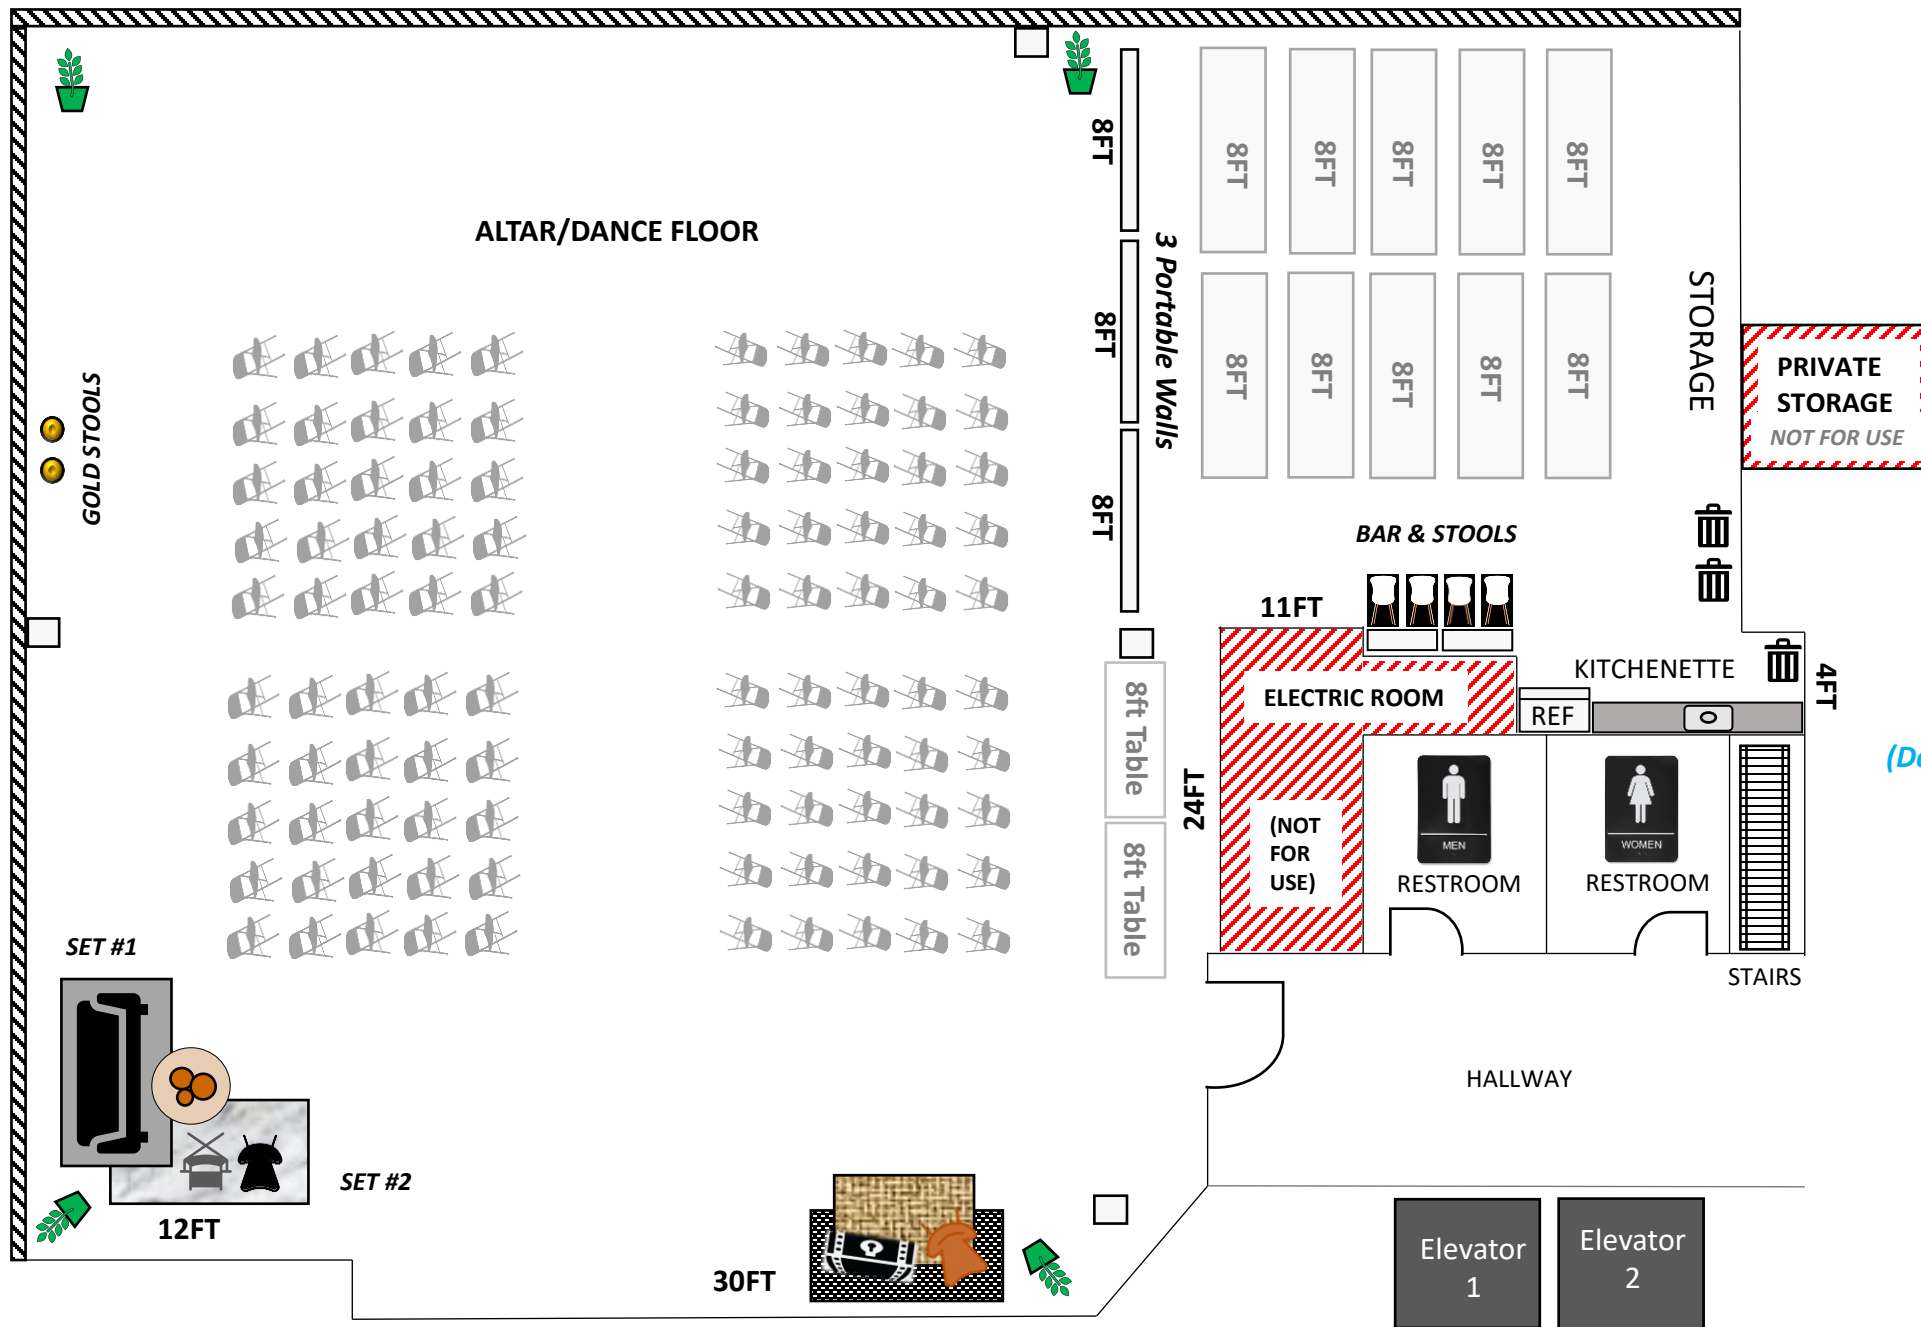 ALTAR/DANCE FLOOR
GOLD STOOLS
8FT
8FT
8FT
3 Portable Walls
8FT
8FT
8FT
8FT
8FT
8FT
8FT
8FT
8FT
8FT
STORAGE
PRIVATE
STORAGE
NOT FOR USE
BAR & STOOLS
11FT
KITCHENETTE
4FT
ELECTRIC ROOM
REF
8ft Table
8ft Table
24FT
(NOT
FOR
USE)
MEN
RESTROOM
WOMEN
RESTROOM
STAIRS
HALLWAY
SET #1
SET #2
12FT
30FT
Elevator
1
Elevator
2